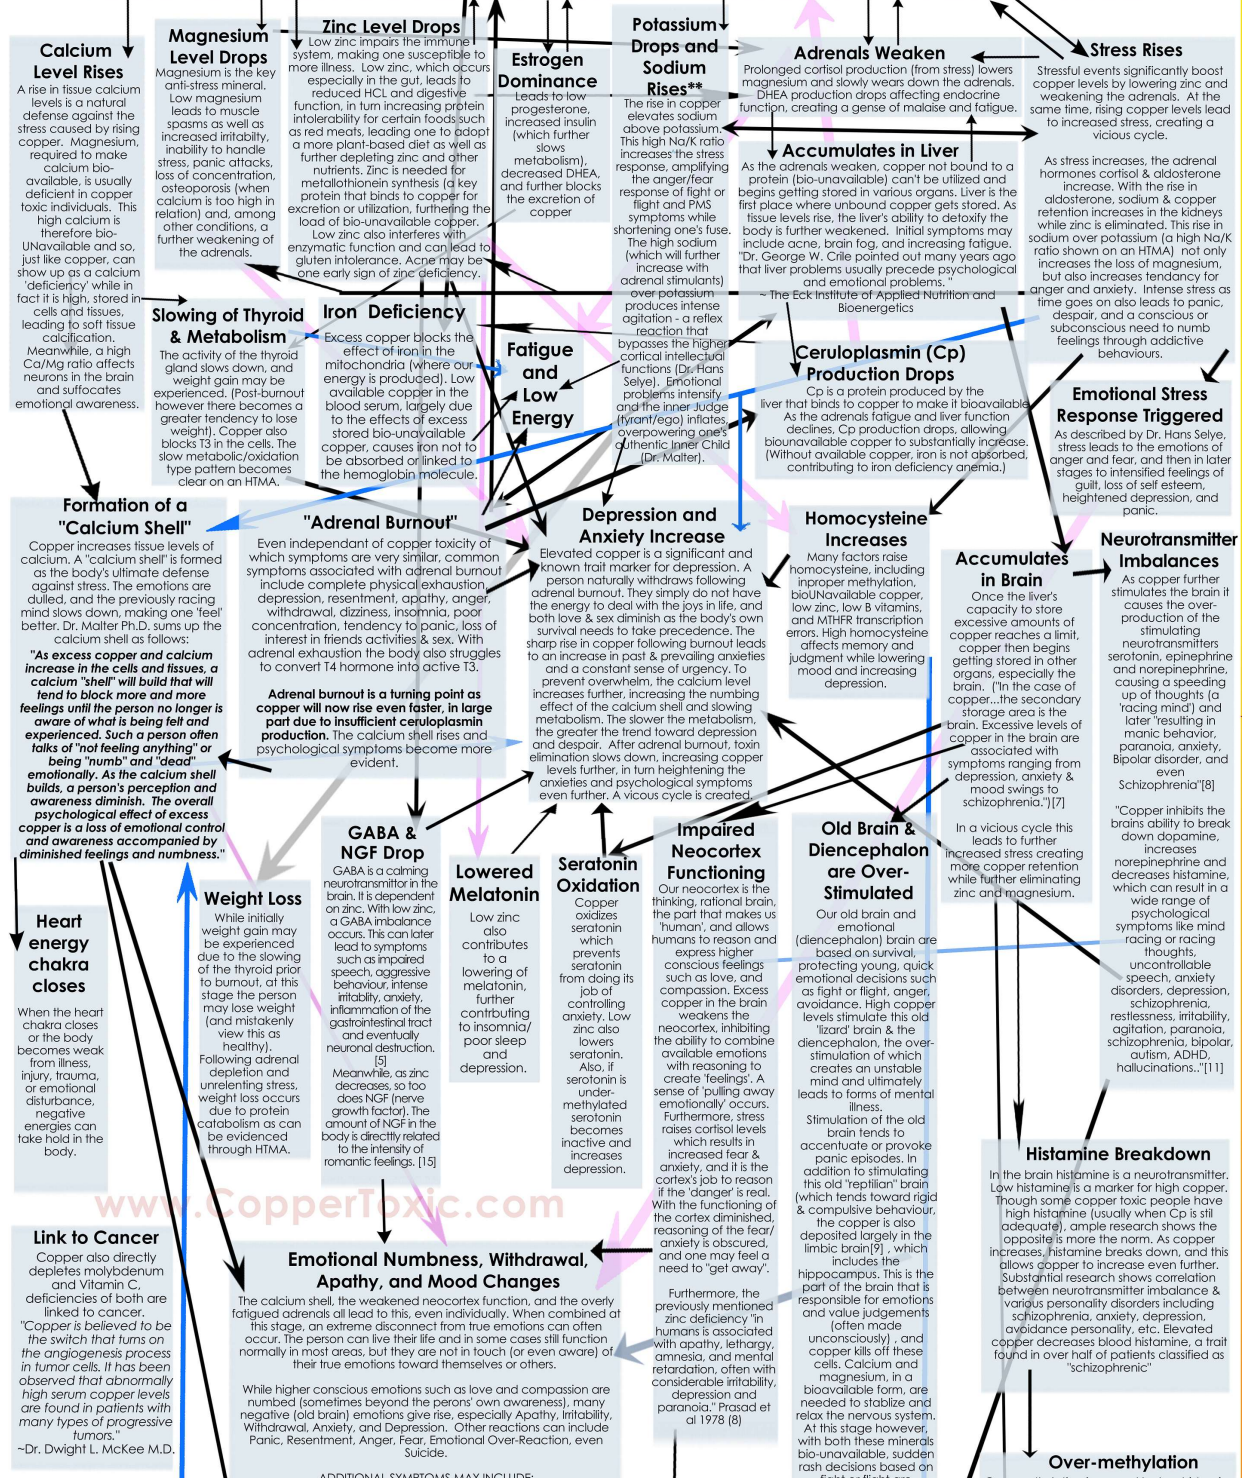 Calcium
Level Rises
A rise in tissue calcium
levels is a natural
defense against the
stress caused by rising
copper. Magnesium,
required to make
calcium bio-
available, is usually
deficient in copper
toxic individuals. This
high calcium is
therefore bio-
UNavailable and so,
just like copper, can
show up as a calcium
'deficiency' while in
fact it is high, stored in
cells and tissues,
leading to soft tissue
calcification.
Meanwhile, a high
Ca/Mg ratio affects
neurons in the brain
and suffocates
emotional awareness.
Magnesium
Level Drops
Magnesium is the key
anti-stress mineral.
Low magnesium
leads to muscle
spasms as well as
increased irritabilty,
inability to handle
stress, panic attacks,
loss of concentration,
osteoporosis (when
calcium is too high in
relation) and, among
other conditions, a
further weakening of
the adrenals.
Zinc Level Drops
Low zinc impairs the immune
system, making one susceptible to
more illness. Low zinc, which occurs
especially in the gut, leads to
reduced HCL and digestive
function, in turn increasing protein
intolerability for certain foods such
as red meats, leading one to adopt
a more plant-based diet as well as
further depleting zinc and other
nutrients. Zinc is needed for
metallothionein synthesis (a key
protein that binds to copper for
excretion or utilization, furthering the
load of bio-unavailable copper.
Low zinc also interferes with
enzymatic function and can lead to
gluten intolerance. Acne may be
one early sign of zinc deficiency.
Estrogen
Dominance
Leads to low
progesterone,
increased insulin
(which further
slows
metabolism),
decreased DHEA,
and further blocks
the excretion of
copper
Potassium
Drops and
Sodium
Rises**
The rise in copper
elevates sodium
above potassium.
This high Na/K ratio
increases the stress
response, amplifying
the anger/fear
response of fight or
flight and PMS
symptoms while
shortening one's fuse.
The high sodium
(which will further
increase with
adrenal stimulants)
over potassium
produces intense
agitation - a reflex
reaction that
bypasses the higher
cortical intellectual
functions (Dr. Hans
Selye). Emotional
problems intensify
and the inner Judge
(tyrant/ego) inflates,
overpowering one's
authentic Inner Child
(Dr. Malter).
Adrenals Weaken
Prolonged cortisol production (from stress) lowers
magnesium and slowly wears down the adrenals.
DHEA production drops affecting endocrine
function, creating a gense of malaise and fatigue.
Accumulates in Liver
As the adrenals weaken, copper not bound to a
protein (bio-unavailable) can't be utilized and
begins getting stored in various organs. Liver is the
first place where unbound copper gets stored. As
tissue levels rise, the liver's ability to detoxify the
body is further weakened. Initial symptoms may
include acne, brain fog, and increasing fatigue.
"Dr. George W. Crile pointed out many years ago
that liver problems usually precede psychological
and emotional problems. "
~ The Eck Institute of Applied Nutrition and
Bioenergetics
Stress Rises
Stressful events significantly boost
copper levels by lowering zinc and
weakening the adrenals. At the
same time, rising copper levels lead
to increased stress, creating a
vicious cycle.
As stress increases, the adrenal
hormones cortisol & aldosterone
increase. With the rise in
aldosterone, sodium & copper
retention increases in the kidneys
while zinc is eliminated. This rise in
sodium over potassium (a high Na/K
ratio shown on an HTMA) not only
increases the loss of magnesium,
but also increases tendency for
anger and anxiety. Intense stress as
time goes on also leads to panic,
despair, and a conscious or
subconscious need to numb
feelings through addictive
behaviours.
Slowing of Thyroid
& Metabolism
The activity of the thyroid
gland slows down, and
weight gain may be
experienced. (Post-burnout
however there becomes a
greater tendency to lose
weight). Copper also
blocks T3 in the cells. The
slow metabolic/oxidation
type pattern becomes
clear on an HTMA.
Iron Deficiency
Excess copper blocks the
effect of iron in the
mitochondria (where our
energy is produced). Low
available copper in the
blood serum, largely due
to the effects of excess
stored bio-unavailable
copper, causes iron not to
be absorbed or linked to
the hemoglobin molecule.
Fatigue
and
Low
Energy
Ceruloplasmin (Cp)
Production Drops
Cp is a protein produced by the
liver that binds to copper to make it bioavailable.
As the adrenals fatigue and liver function
declines, Cp production drops, allowing
biounavailable copper to substantially increase.
(Without available copper, iron is not absorbed,
contributing to iron deficiency anemia.)
Emotional Stress
Response Triggered
As described by Dr. Hans Selye,
stress leads to the emotions of
anger and fear, and then in later
stages to intensified feelings of
guilt, loss of self esteem,
heightened depression, and
panic.
Formation of a
"Calcium Shell"
Copper increases tissue levels of
calcium. A "calcium shell" is formed
as the body's ultimate defense
against stress. The emotions are
dulled, and the previously racing
mind slows down, making one 'feel'
better. Dr. Malter Ph.D. sums up the
calcium shell as follows:
"As excess copper and calcium
increase in the cells and tissues, a
calcium "shell" will build that will
tend to block more and more
feelings until the person no longer is
aware of what is being felt and
experienced. Such a person often
talks of "not feeling anything" or
being "numb" and "dead"
emotionally. As the calcium shell
builds, a person's perception and
awareness diminish. The overall
psychological effect of excess
copper is a loss of emotional control
and awareness accompanied by
diminished feelings and numbness."
"Adrenal Burnout"
Even independant of copper toxicity of
which symptoms are very similar, common
symptoms associated with adrenal burnout
include complete physical exhaustion,
depression, resentment, apathy, anger,
withdrawal, dizziness, insomnia, poor
concentration, tendency to panic, loss of
interest in friends activities & sex. With
adrenal exhaustion the body also struggles
to convert T4 hormone into active T3.
Adrenal burnout is a turning point as
copper will now rise even faster, in large
part due to insufficient ceruloplasmin
production. The calcium shell rises and
psychological symptoms become more
evident.
Depression and
Anxiety Increase
Elevated copper is a significant and
known trait marker for depression. A
person naturally withdraws following
adrenal burnout. They simply do not have
the energy to deal with the joys in life, and
both love & sex diminish as the body's own
survival needs to take precedence. The
sharp rise in copper following burnout leads
to an increase in past & prevailing anxieties
and a constant sense of urgency. To
prevent overwhelm, the calcium level
increases further, increasing the numbing
effect of the calcium shell and slowing
metabolism. The slower the metabolism,
the greater the trend toward depression
and despair. After adrenal burnout, toxin
elimination slows down, increasing copper
levels further, in turn heightening the
anxieties and psychological symptoms
even further. A vicous cycle is created.
Homocysteine
Increases
Many factors raise
homocysteine, including
inproper methylation,
bioUNavailable copper,
low zinc, low B vitamins,
and MTHFR transcription
errors. High homocysteine
affects memory and
judgment while lowering
mood and increasing
depression.
Accumulates
in Brain
Once the liver's
capacity to store
excessive amounts of
copper reaches a limit,
copper then begins
getting stored in other
organs, especially the
brain. ("In the case of
copper...the secondary
storage area is the
brain. Excessive levels of
copper in the brain are
associated with
symptoms ranging from
depression, anxiety &
mood swings to
schizophrenia.")[7]
In a vicious cycle this
leads to further
increased stress creating
more copper retention
while further eliminating
zinc and magnesium.
Neurotransmitter
Imbalances
As copper further
stimulates the brain it
causes the over-
production of the
stimulating
neurotransmitters
serotonin, epinephrine
and norepinephrine,
causing a speeding
up of thoughts (a
'racing mind') and
later "resulting in
manic behavior,
paranoia, anxiety,
Bipolar disorder, and
even
Schizophrenia"[8]
"Copper inhibits the
brains ability to break
down dopamine,
increases
norepinephrine and
decreases histamine,
which can result in a
wide range of
psychological
symptoms like mind
racing or racing
thoughts,
uncontrollable
speech, anxiety
disorders, depression,
schizophrenia,
restlessness, irritability,
agitation, paranoia,
schizophrenia, bipolar,
autism, ADHD,
hallucinations.."[11]
Heart
energy
chakra
closes
When the heart
chakra closes
or the body
becomes weak
from illness,
injury, trauma,
or emotional
disturbance,
negative
energies can
take hold in the
body.
Weight Loss
While initially
weight gain may
be experienced
due to the slowing
of the thyroid prior
to burnout, at this
stage the person
may lose weight
(and mistakenly
view this as
healthy).
Following adrenal
depletion and
unrelenting stress,
weight loss occurs
due to protein
catabolism as can
be evidenced
through HTMA.
GABA &
NGF Drop
GABA is a calming
neurotransmitor in the
brain. It is dependent
on zinc. With low zinc,
a GABA imbalance
occurs. This can later
lead to symptoms
such as impaired
speech, aggressive
behaviour, intense
irritablity, anxiety,
inflammation of the
gastrointestinal tract
and eventually
neuronal destruction.
[5]
Meanwhile, as zinc
decreases, so too
does NGF (nerve
growth factor). The
amount of NGF in the
body is directly related
to the intensity of
romantic feelings. [15]
Lowered
Melatonin
Low zinc
also
contributes
to a
lowering of
melatonin,
further
contrbuting
to insomnia/
poor sleep
and
depression.
Seratonin
Oxidation
Copper
oxidizes
seratonin
which
prevents
seratonin
from doing its
job of
controlling
anxiety. Low
zinc also
lowers
seratonin.
Also, if
serotonin is
under-
methylated
serotonin
becomes
inactive and
increases
depression.
Impaired
Neocortex
Functioning
Our neocortex is the
thinking, rational brain,
the part that makes us
'human', and allows
humans to reason and
express higher
conscious feelings
such as love, and
compassion. Excess
copper in the brain
weakens the
neocortex, inhibiting
the ability to combine
available emotions
with reasoning to
create 'feelings'. A
sense of 'pulling away
emotionally' occurs.
Furthermore, stress
raises cortisol levels
which results in
increased fear &
anxiety, and it is the
cortex's job to reason
if the 'danger' is real.
With the functioning of
the cortex diminished,
reasoning of the fear/
anxiety is obscured,
and one may feel a
need to "get away".
Furthermore, the
previously mentioned
zinc deficiency "in
humans is associated
with apathy, lethargy,
amnesia, and mental
retardation, often with
considerable irritability,
depression and
paranoia." Prasad et
al 1978 (8)
Old Brain &
Diencephalon
are Over-
Stimulated
Our old brain and
emotional
(diencephalon) brain are
based on survival,
protecting young, quick
emotional decisions such
as fight or flight, anger,
avoidance. High copper
levels stimulate this old
'lizard' brain & the
diencephalon, the over-
stimulation of which
creates an unstable
mind and ultimately
leads to forms of mental
illness.
Stimulation of the old
brain tends to
accentuate or provoke
panic episodes. In
addition to stimulating
this old "reptilian" brain
(which tends toward rigid
& compulsive behaviour,
the copper is also
deposited largely in the
limbic brain[9] , which
includes the
hippocampus. This is the
part of the brain that is
responsible for emotions
and value judgements
(often made
unconsciously) , and
copper kills off these
cells. Calcium and
magnesium, in a
bioavailable form, are
needed to stablize and
relax the nervous system.
At this stage however,
with both these minerals
bio-unavailable, sudden
rash decisions based on
fight or flight are
Histamine Breakdown
In the brain histamine is a neurotransmitter.
Low histamine is a marker for high copper.
Though some copper toxic people have
high histamine (usually when Cp is stil
adequate), ample research shows the
opposite is more the norm. As copper
increases, histamine breaks down, and this
allows copper to increase even further.
Substantial research shows correlation
between neurotransmitter imbalance &
various personality disorders including
schizophrenia, anxiety, depression,
avoidance personality, etc. Elevated
copper decreases blood histamine, a trait
found in over half of patients classified as
"schizophrenic"
Over-methylation
www.CopperToxic.com
Link to Cancer
Copper also directly
depletes molybdenum
and Vitamin C,
deficiencies of both are
linked to cancer.
"Copper is believed to be
the switch that turns on
the angiogenesis process
in tumor cells. It has been
observed that abnormally
high serum copper levels
are found in patients with
many types of progressive
tumors."
~Dr. Dwight L. McKee M.D.
Emotional Numbness, Withdrawal,
Apathy, and Mood Changes
The calcium shell, the weakened neocortex function, and the overly
fatigued adrenals all lead to this, even individually. When combined at
this stage, an extreme disconnect from true emotions can often
occur. The person can live their life and in some cases still function
normally in most areas, but they are not in touch (or even aware) of
their true emotions toward themselves or others.
While higher conscious emotions such as love and compassion are
numbed (sometimes beyond the perons' own awareness), many
negative (old brain) emotions give rise, especially Apathy, Irritability,
Withdrawal, Anxiety, and Depression. Other reactions can include
Panic, Resentment, Anger, Fear, Emotional Over-Reaction, even
Suicide.
ADDITIONAL SYMPTOMS MAY INCLUDE: